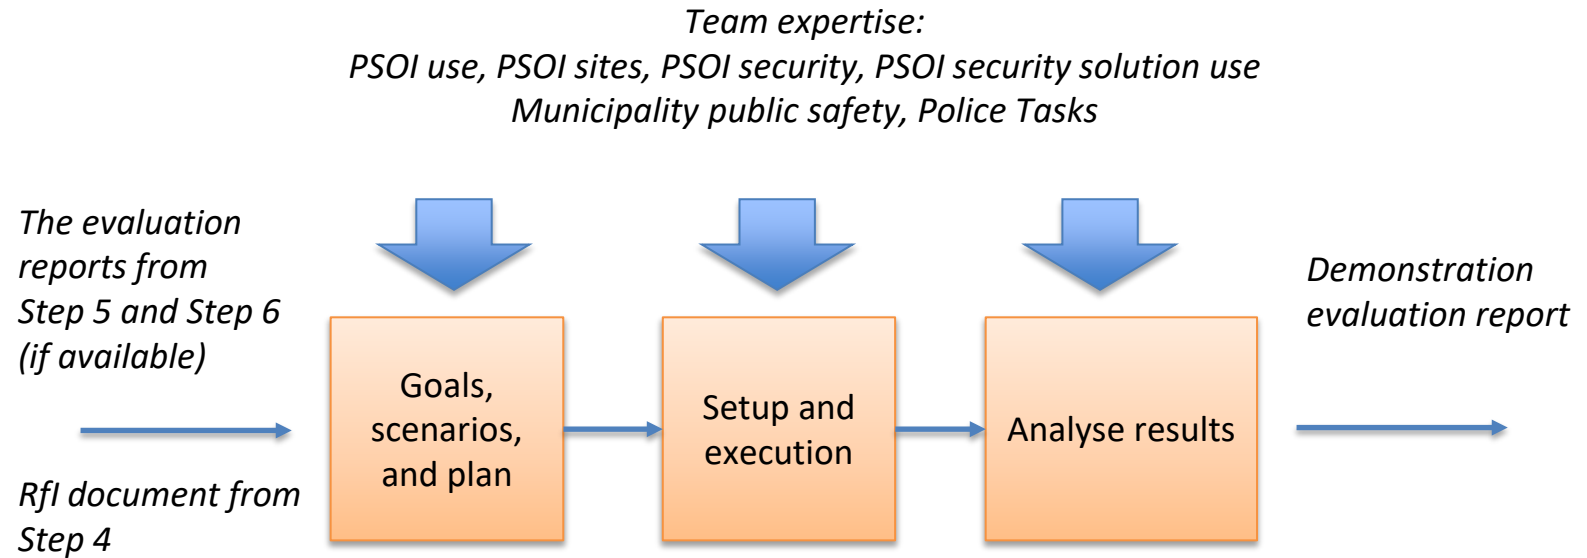 Team expertise:
PSOI use, PSOI sites, PSOI security, PSOI security solution use
Municipality public safety, Police Tasks
The evaluation
reports from
Step 5 and Step 6
(if available)
RfI document from
Step 4
Goals,
scenarios,
and plan
Setup and
execution
Analyse results
Demonstration
evaluation report